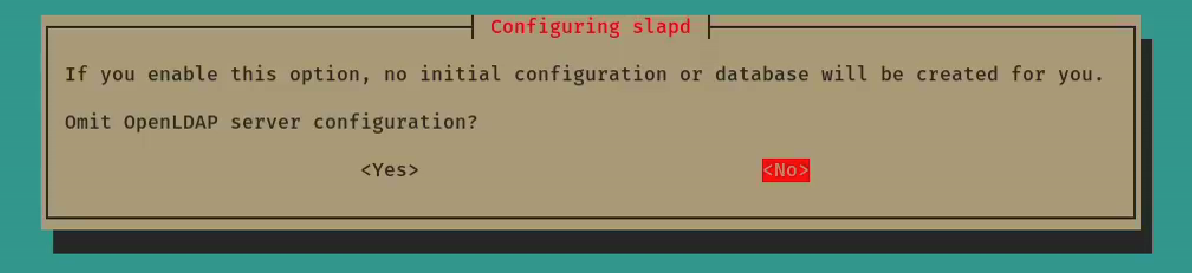 Configuring slapd
If you enable this option, no initial configuration or database will be created for you.
Omit OpenLDAP server configuration?
<Yes> <No>